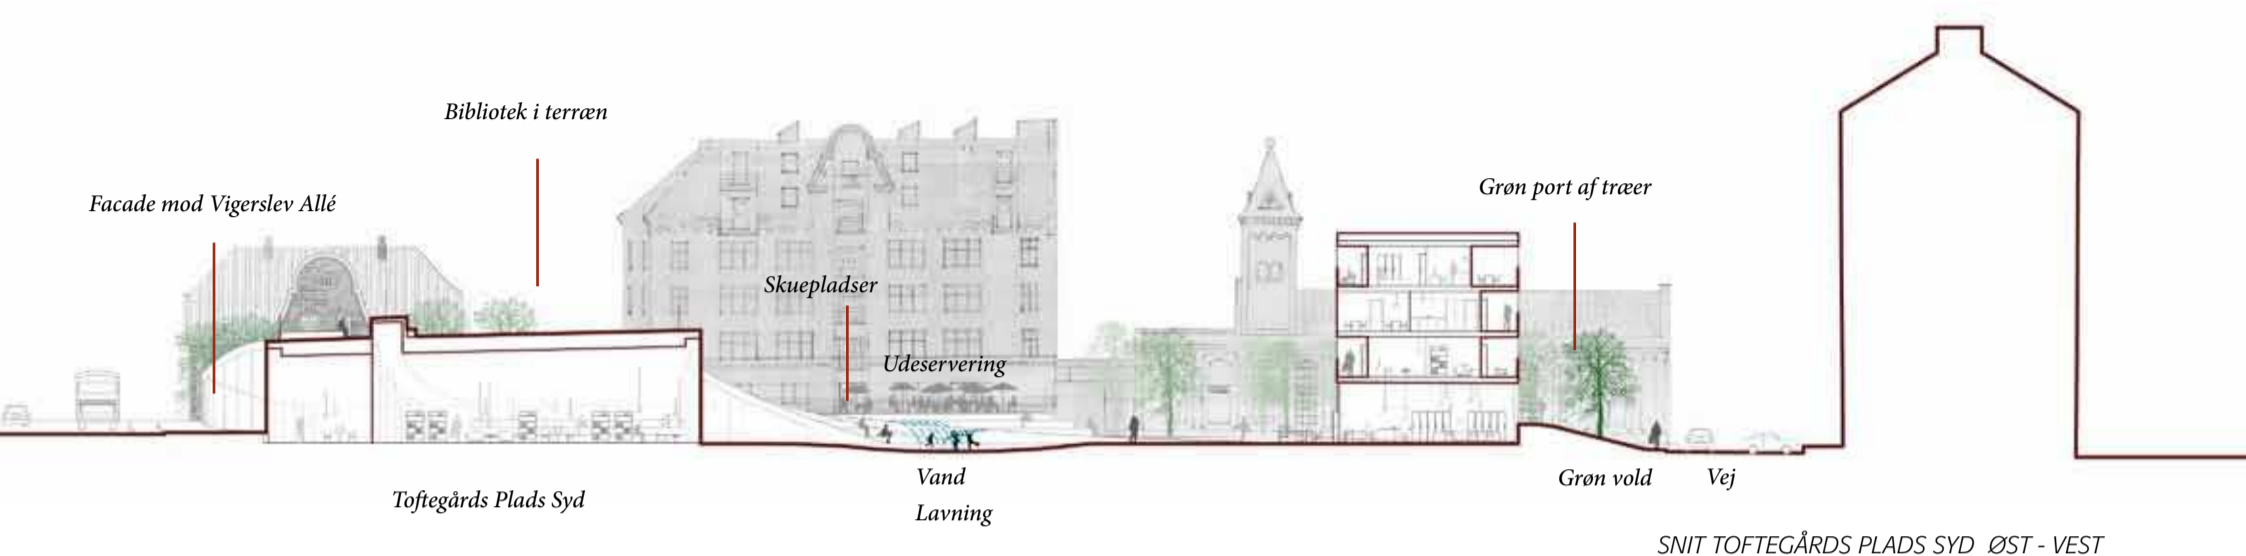 Bibliotek i terræn
Facade mod Vigerslev Allé
Grøn port af træer
Skuepladser
Udeservering
Vand
Lavning
Grøn vold
Vej
Toftegårds Plads Syd
SNIT TOFTEGÅRDS PLADS SYD ØST - VEST